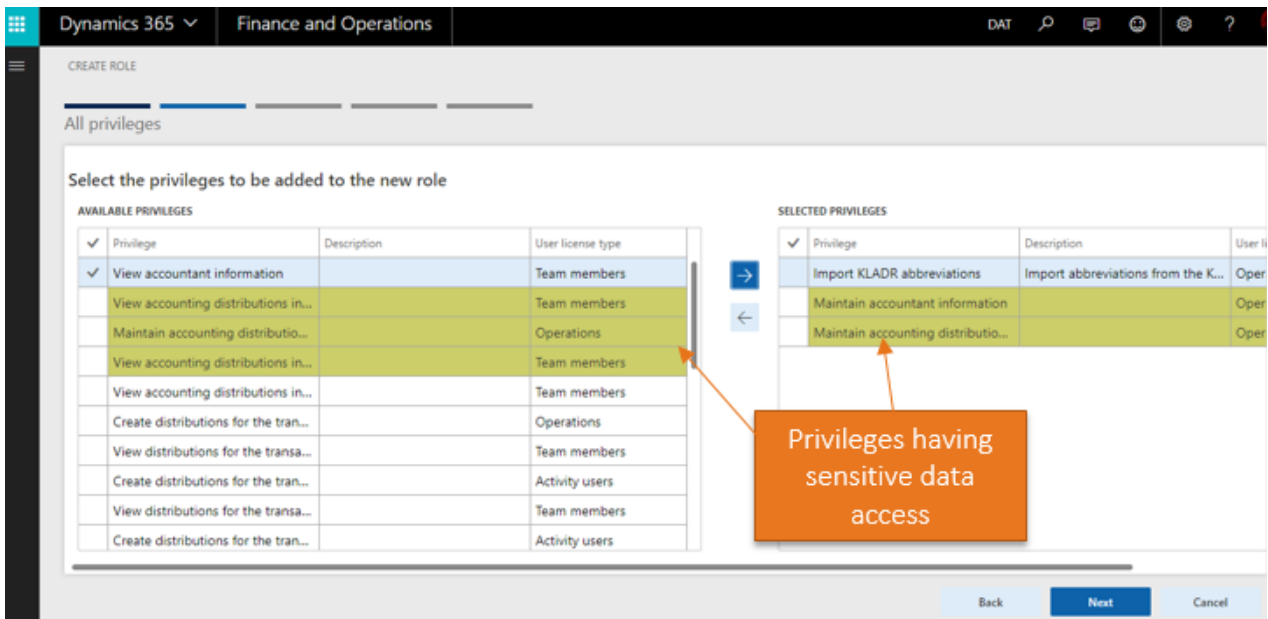 Dynamics 365 Finance and Operations DAT ?
CREATE ROLE
All privileges
Select the privileges to be added to the new role
AVAILABLE PRIVILEGES
Privilege Description User license type
View accountant information Team members
View accounting distributions in... Team members
Maintain accounting distributio... Operations
View accounting distributions in... Team members
View accounting distributions in... Team members
Create distributions for the tran... Operations
View distributions for the transa... Team members
Create distributions for the tran... Activity users
View distributions for the transa... Team members
Create distributions for the tran... Activity users
SELECTED PRIVILEGES
Privilege Description User li
Import KLADR abbreviations Import abbreviations from the K... Oper
Maintain accountant information Oper
Maintain accounting distributio... Oper
Privileges having
sensitive data
access
Back Next Cancel